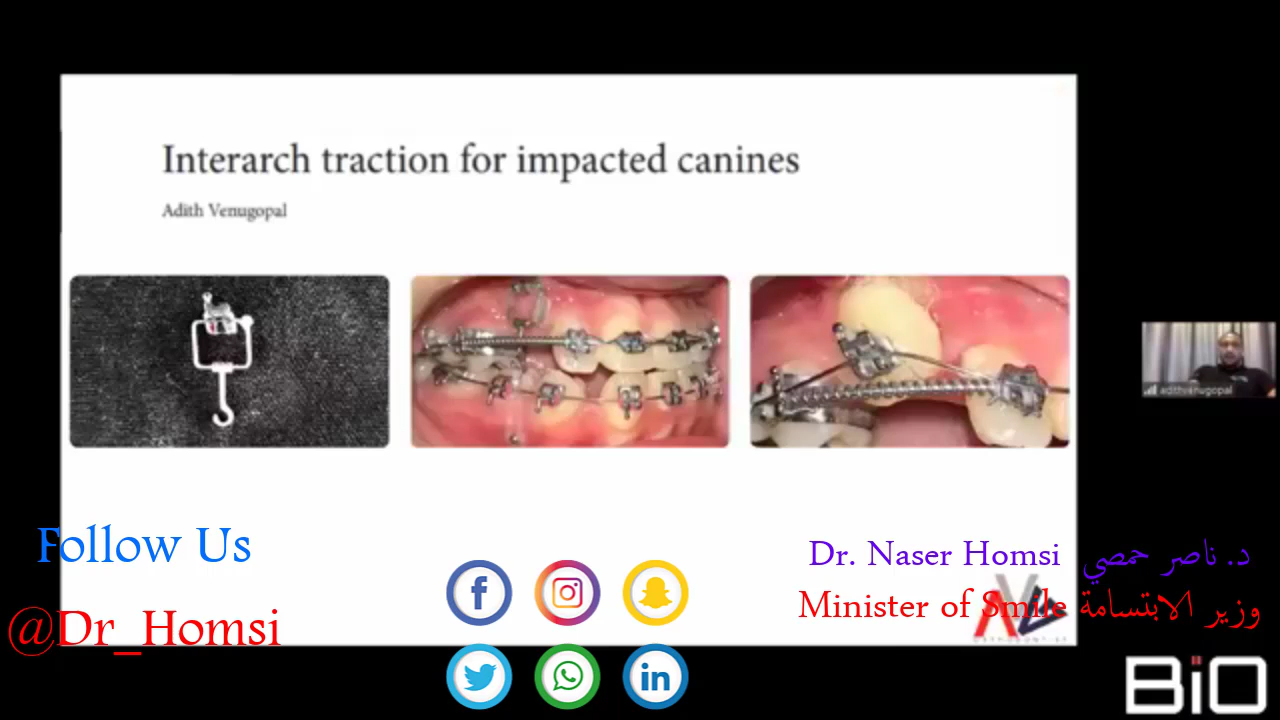 Interarch traction for impacted canines
Adith Venugopal
adithvenugopal
Follow Us
@Dr_Homsi
Dr. Naser Homsi د. ناصر حمصي
Minister of Smile وزير الابتسامة
BiO